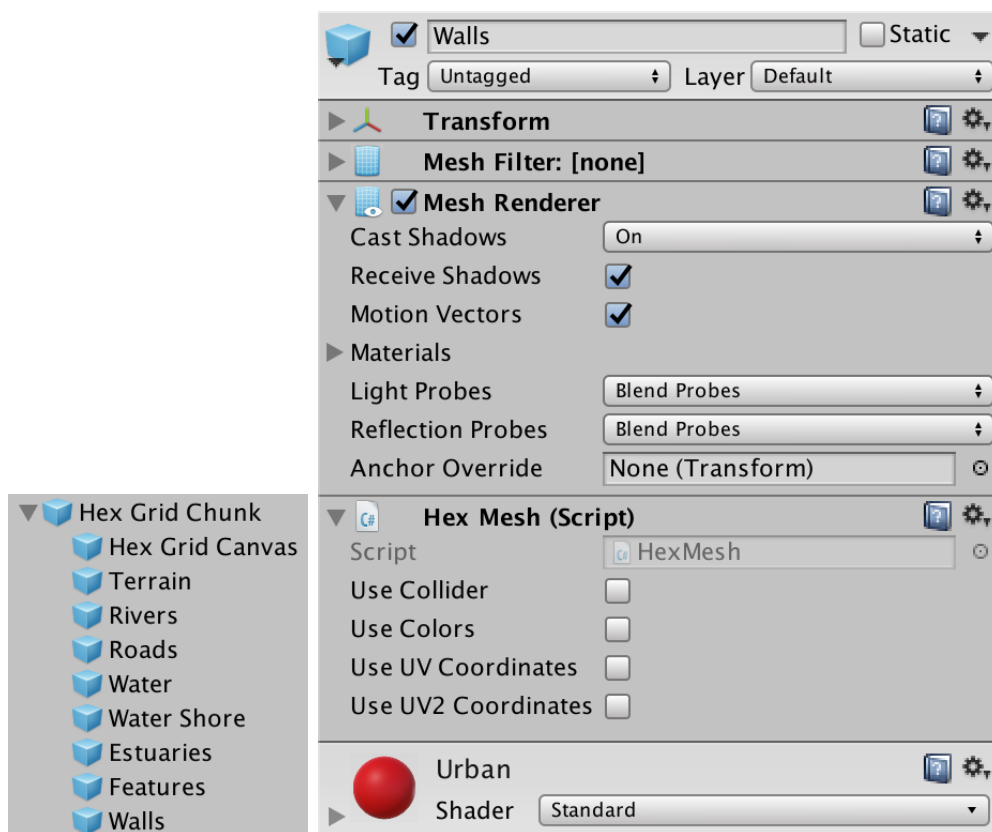 Walls
Static
Tag Untagged Layer Default
Transform
Mesh Filter: [none]
Mesh Renderer
Cast Shadows On
Receive Shadows
Motion Vectors
Materials
Light Probes Blend Probes
Reflection Probes Blend Probes
Anchor Override None (Transform)
Hex Mesh (Script)
Script HexMesh
Use Collider
Use Colors
Use UV Coordinates
Use UV2 Coordinates
Urban
Shader Standard
Hex Grid Chunk
Hex Grid Canvas
Terrain
Rivers
Roads
Water
Water Shore
Estuaries
Features
Walls